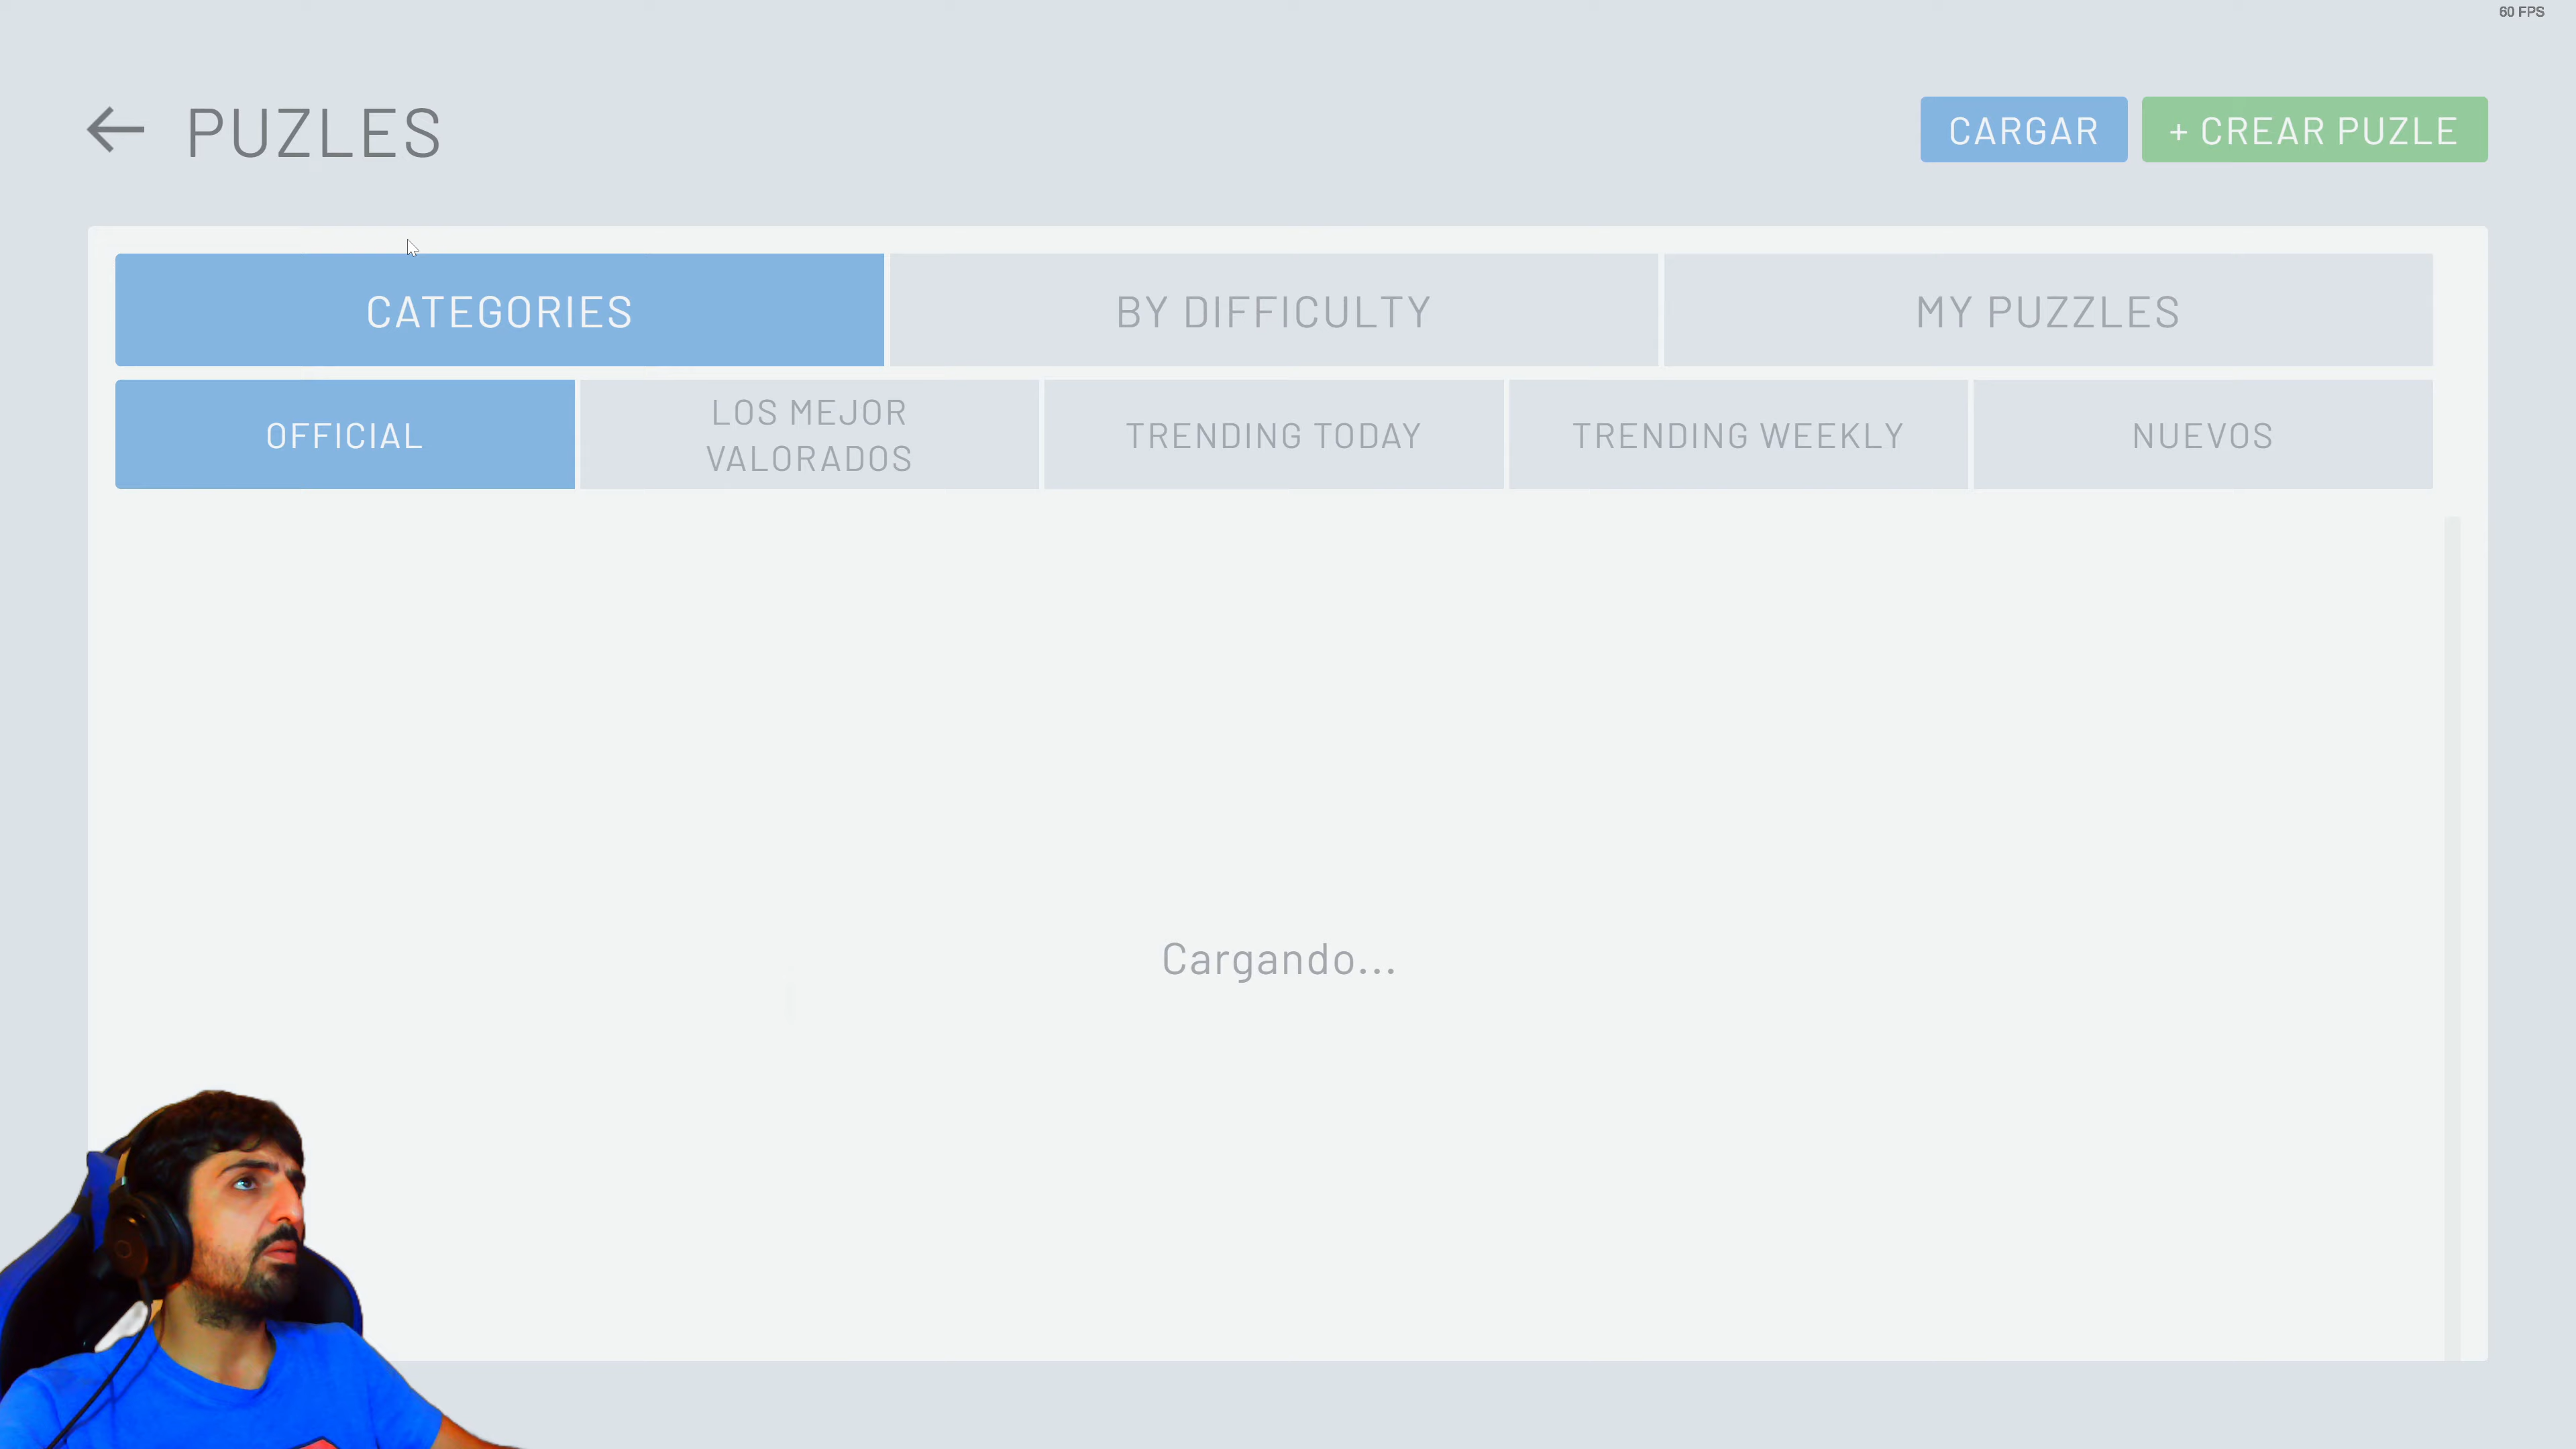 60 FPS
PUZLES
CARGAR
+ CREAR PUZLE
CATEGORIES
BY DIFFICULTY
MY PUZZLES
OFFICIAL
LOS MEJOR
VALORADOS
TRENDING TODAY
TRENDING WEEKLY
NUEVOS
Cargando...